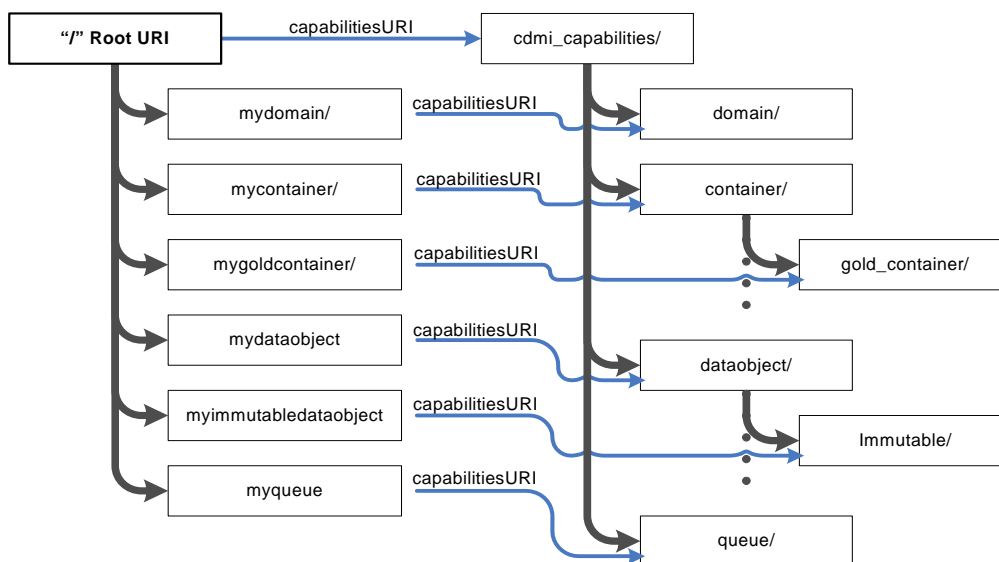 “/” Root URI
capabilitiesURI
cdmi_capabilities/
mydomain/
capabilitiesURI
domain/
mycontainer/
capabilitiesURI
container/
mygoldcontainer/
capabilitiesURI
gold_container/
mydataobject
capabilitiesURI
dataobject/
myimmutabledataobject
capabilitiesURI
Immutable/
myqueue
capabilitiesURI
queue/